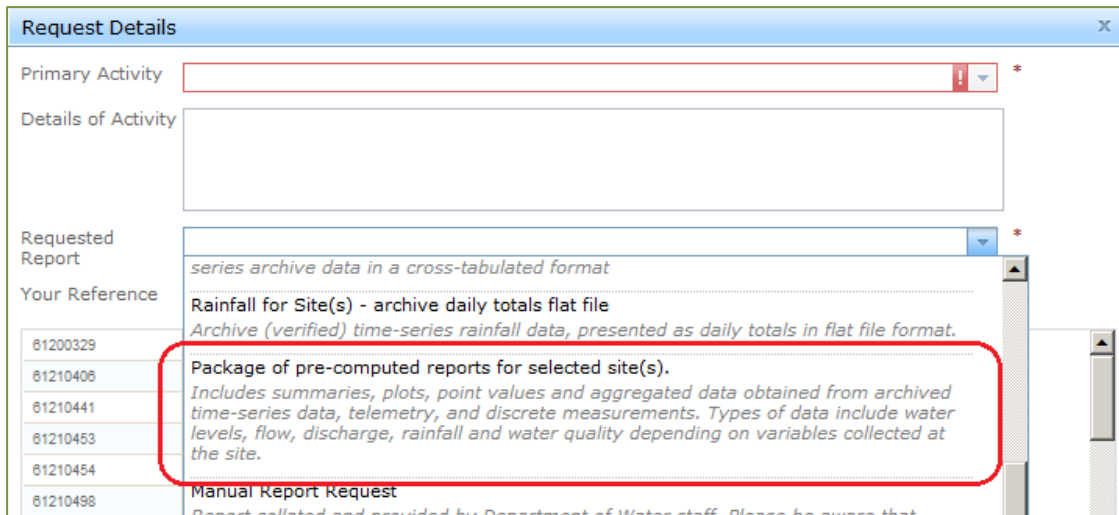 Request Details
x
Primary Activity
! *
Details of Activity
Requested
Report
*
series archive data in a cross-tabulated format
Your Reference
Rainfall for Site(s) - archive daily totals flat file
Archive (verified) time-series rainfall data, presented as daily totals in flat file format.
61200329
Package of pre-computed reports for selected site(s).
61210406
Includes summaries, plots, point values and aggregated data obtained from archived
61210441
time-series data, telemetry, and discrete measurements. Types of data include water
levels, flow, discharge, rainfall and water quality depending on variables collected at
61210453
the site.
61210454
Manual Report Request
61210498
Report collated and provided by Department of Water staff. Please be aware that